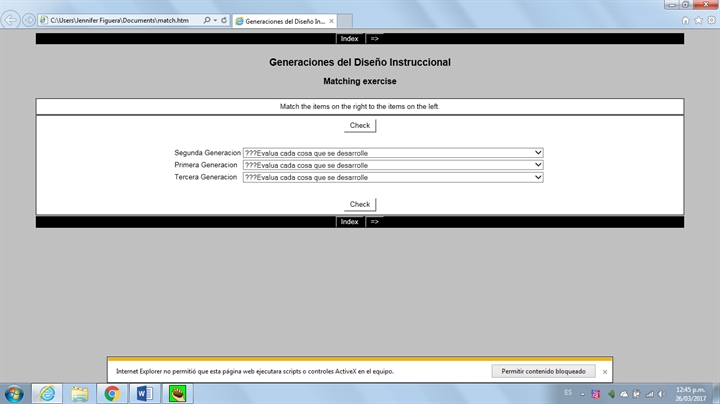 C:\Users\Jennifer Figuera\Documents\match.htm
Generaciones del Diseño Inst...
Index =>
Generaciones del Diseño Instruccional
Matching exercise
Match the items on the right to the items on the left.
Check
Segunda Generacion ???Evalua cada cosa que se desarrolle
Primera Generacion ???Evalua cada cosa que se desarrolle
Tercera Generacion ???Evalua cada cosa que se desarrolle
Check
Index =>
Internet Explorer no permitió que esta página web ejecutara scripts o controles ActiveX en el equipo.
Permitir contenido bloqueado
ES
12:45 p.m.
26/03/2017